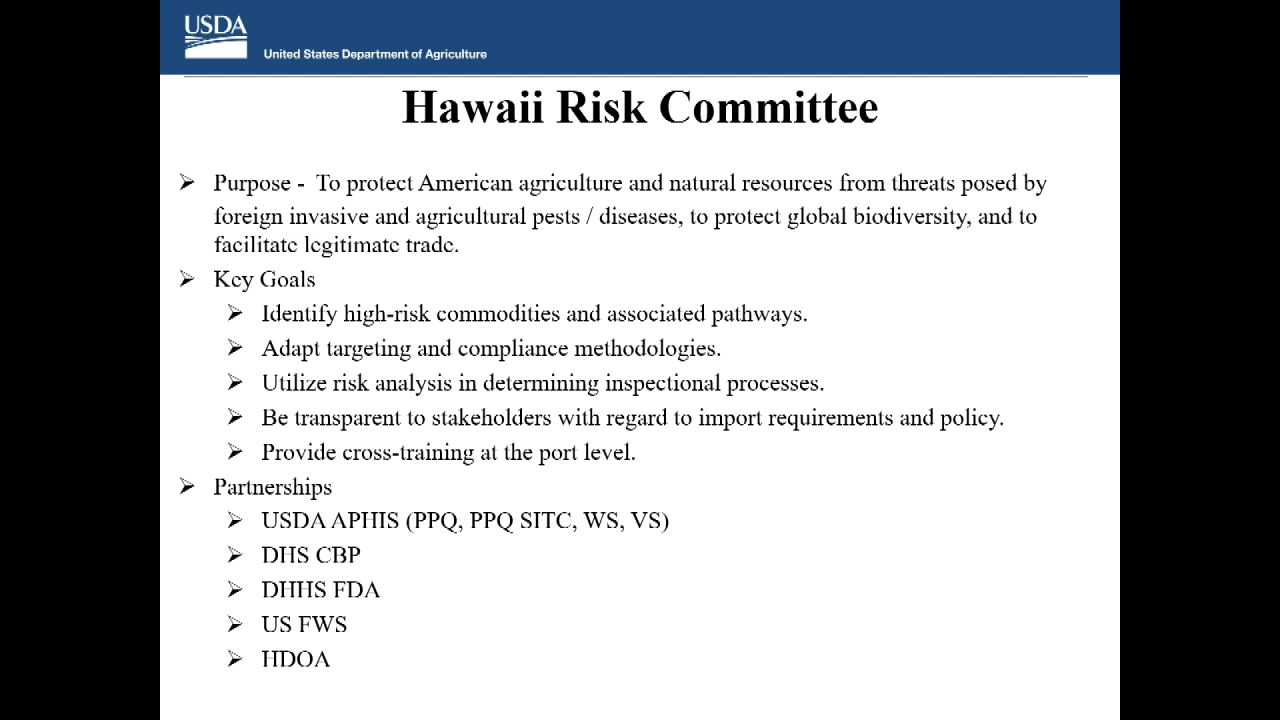 USDA
United States Department of Agriculture
Hawaii Risk Committee
➢ Purpose - To protect American agriculture and natural resources from threats posed by
foreign invasive and agricultural pests / diseases, to protect global biodiversity, and to
facilitate legitimate trade.
➢ Key Goals
➢ Identify high-risk commodities and associated pathways.
➢ Adapt targeting and compliance methodologies.
➢ Utilize risk analysis in determining inspectional processes.
➢ Be transparent to stakeholders with regard to import requirements and policy.
➢ Provide cross-training at the port level.
➢ Partnerships
➢ USDA APHIS (PPQ, PPQ SITC, WS, VS)
➢ DHS CBP
➢ DHHS FDA
➢ US FWS
➢ HDOA